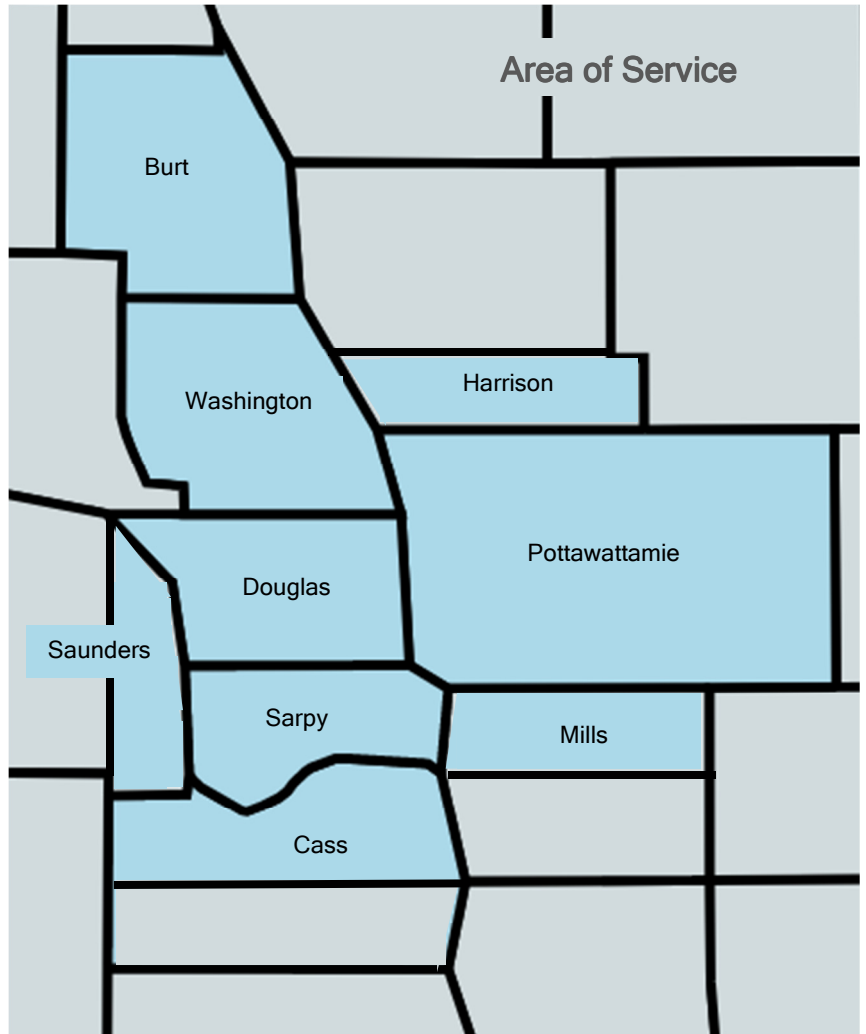 Area of Service
Burt
Harrison
Washington
Pottawattamie
Douglas
Saunders
Sarpy
Mills
Cass